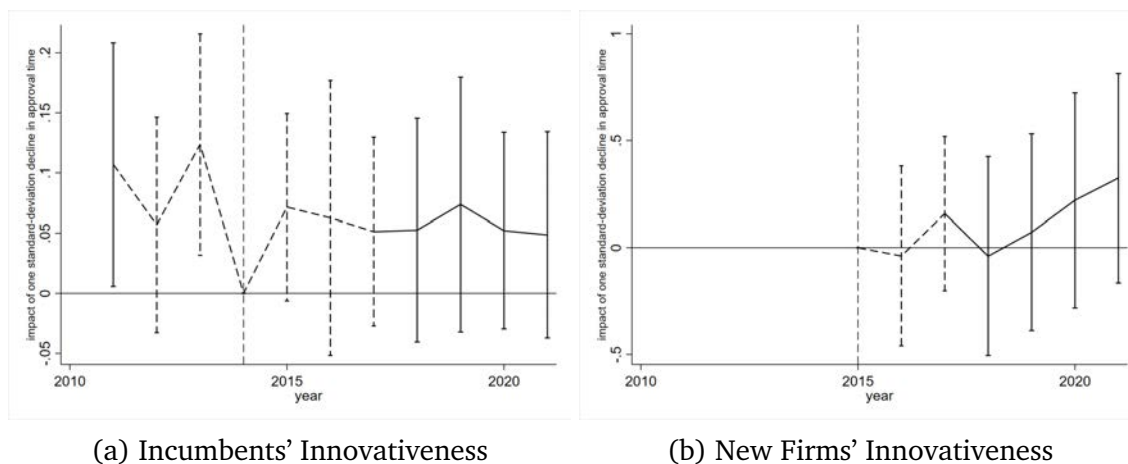 impact of one standard-deviation decline in approval time
.2
.15
.1
.05
0
-.05
2010
2015
2020
year
(a) Incumbents' Innovativeness
impact of one standard-deviation decline in approval time
1
.5
0
-.5
2010
2015
2020
year
(b) New Firms' Innovativeness